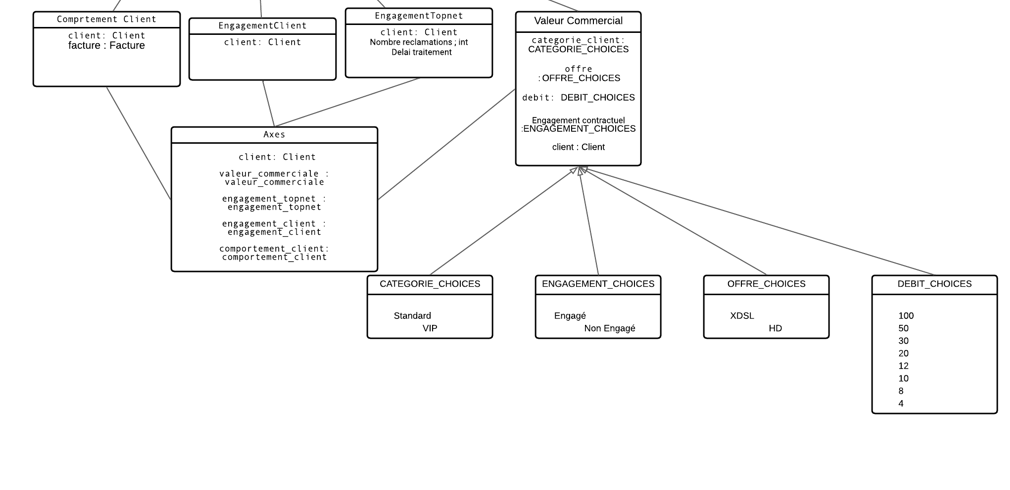 Comprtement Client
client: Client
facture : Facture
EngagementClient
client: Client
EngagementTopnet
client: Client
Nombre reclamations ; int
Delai traitement
Valeur Commercial
categorie_client:
CATEGORIE_CHOICES
offre
:OFFRE_CHOICES
debit: DEBIT_CHOICES
Engagement contractuel
:ENGAGEMENT_CHOICES
client : Client
Axes
client: Client
valeur_commerciale :
valeur_commerciale
engagement_topnet :
engagement_topnet
engagement_client :
engagement_client
comportement_client:
comportement_client
CATEGORIE_CHOICES
Standard
VIP
ENGAGEMENT_CHOICES
Engagé
Non Engagé
OFFRE_CHOICES
XDSL
HD
DEBIT_CHOICES
100
50
30
20
12
10
8
4